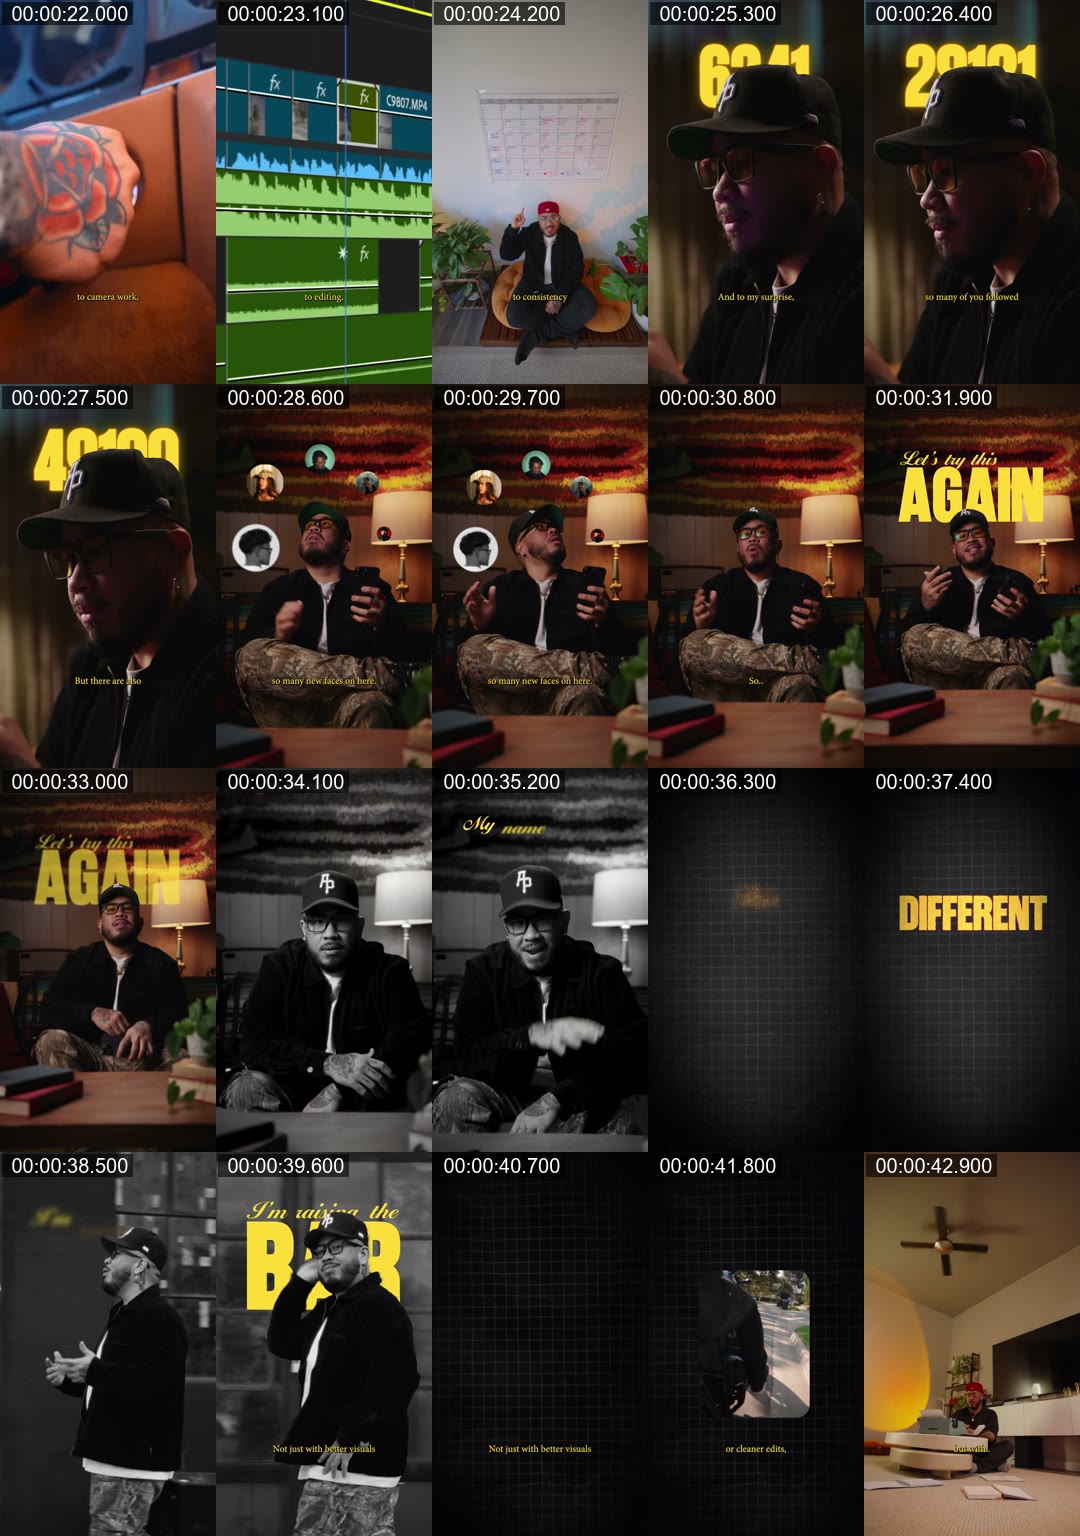 00:00:22.000
to camera work,
00:00:23.100
fx
fx
fx
C9807.MP4
fx
to editing,
00:00:24.200
to consistency
00:00:25.300
And to my surprise,
00:00:26.400
so many of you followed
00:00:27.500
But there are also
00:00:28.600
so many new faces on here.
00:00:29.700
so many new faces on here.
00:00:30.800
So..
00:00:31.900
Let's try this
AGAIN
00:00:33.000
Let's try this
AGAIN
00:00:34.100
AP
00:00:35.200
My name
AP
00:00:36.300
00:00:37.400
DIFFERENT
00:00:38.500
I'm
00:00:39.600
I'm raising the
BAR
Not just with better visuals
00:00:40.700
Not just with better visuals
00:00:41.800
or cleaner edits,
00:00:42.900
but with..